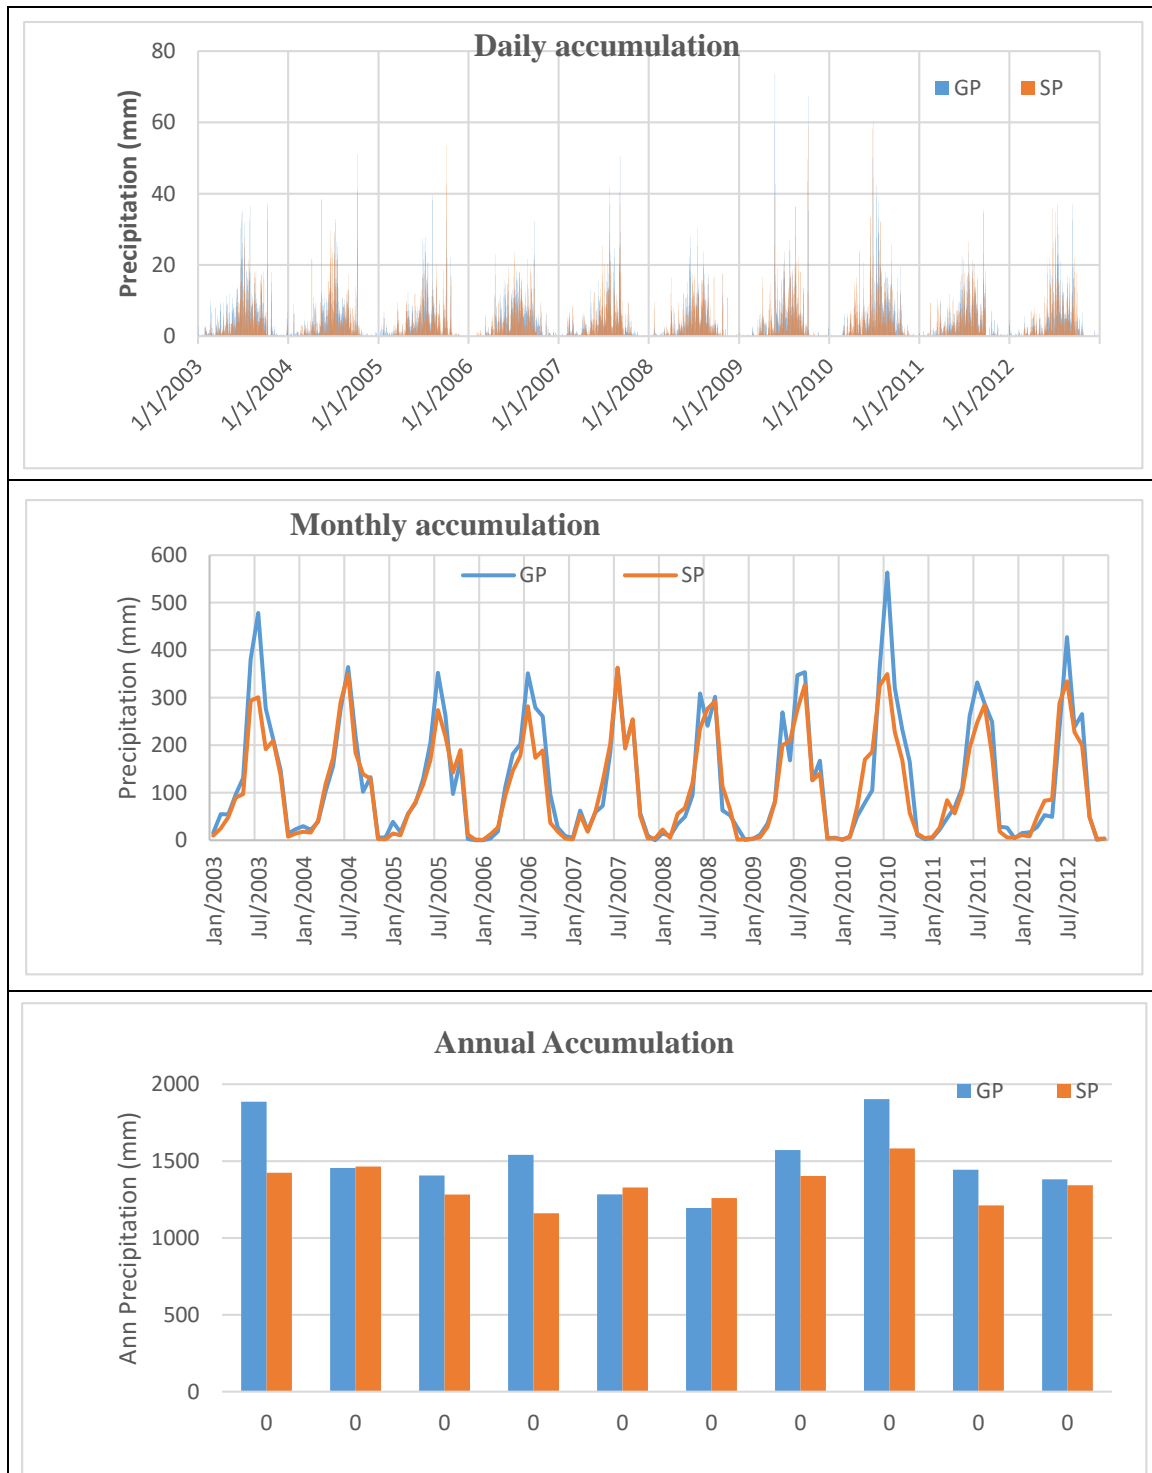 Daily accumulation
GP SP
Precipitation (mm)
80
60
40
20
0
1/1/2003 1/1/2004 1/1/2005 1/1/2006 1/1/2007 1/1/2008 1/1/2009 1/1/2010 1/1/2011 1/1/2012
Monthly accumulation
GP SP
Precipitation (mm)
600
500
400
300
200
100
0
Jan/2003 Jul/2003 Jan/2004 Jul/2004 Jan/2005 Jul/2005 Jan/2006 Jul/2006 Jan/2007 Jul/2007 Jan/2008 Jul/2008 Jan/2009 Jul/2009 Jan/2010 Jul/2010 Jan/2011 Jul/2011 Jan/2012 Jul/2012
Annual Accumulation
GP SP
Ann Precipitation (mm)
2000
1500
1000
500
0
0 0 0 0 0 0 0 0 0 0